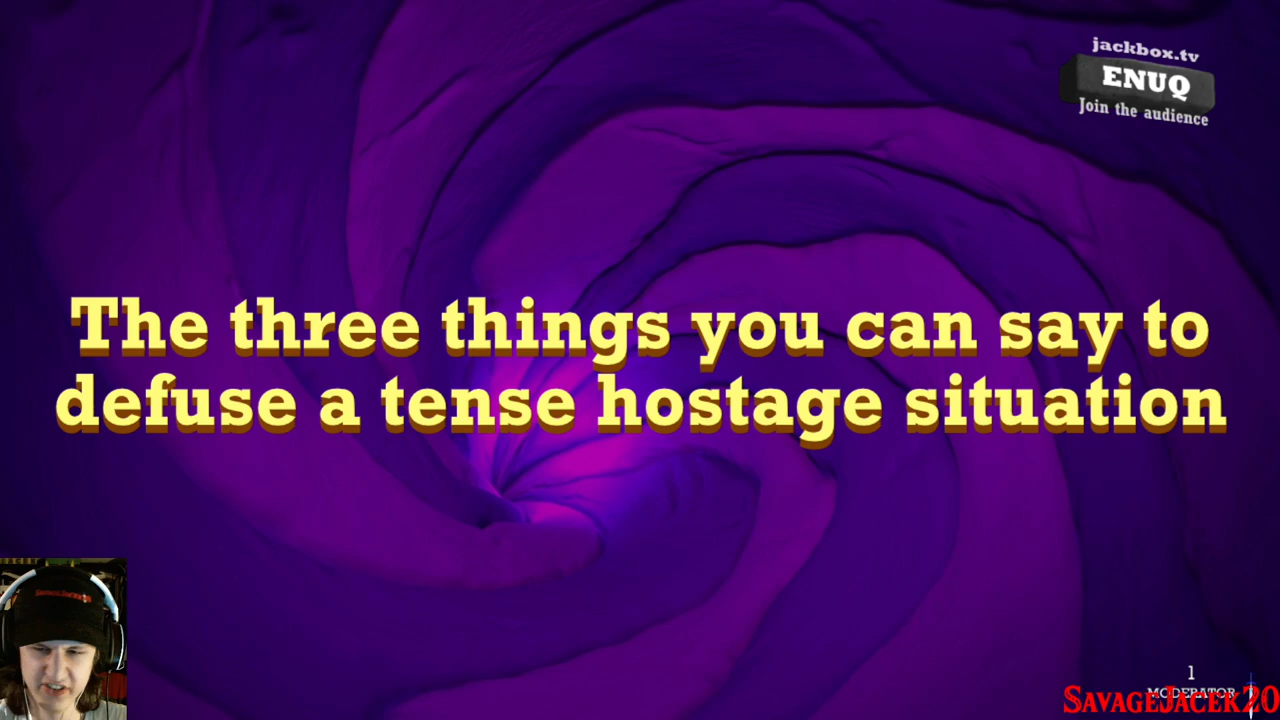 jackbox.tv
ENUQ
Join the audience
The three things you can say to
defuse a tense hostage situation
1
MODERATOR
SavageJacek20